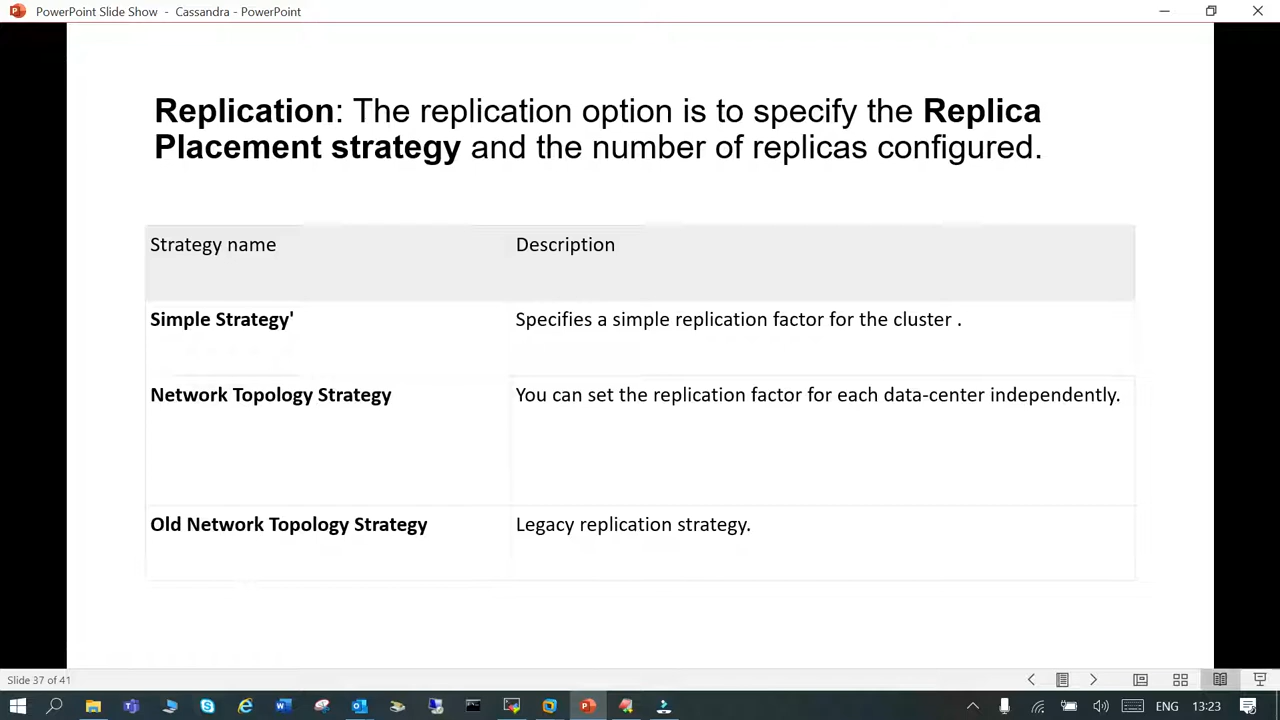 PowerPoint Slide Show - Cassandra - PowerPoint
Replication: The replication option is to specify the Replica
Placement strategy and the number of replicas configured.
Strategy name Description
Simple Strategy' Specifies a simple replication factor for the cluster .
Network Topology Strategy You can set the replication factor for each data-center independently.
Old Network Topology Strategy Legacy replication strategy.
Slide 37 of 41
ENG 13:23